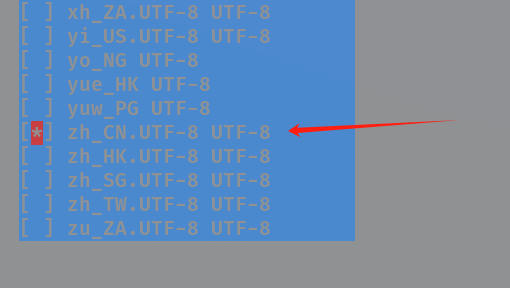 [ ] xh_ZA.UTF-8 UTF-8
[ ] yi_US.UTF-8 UTF-8
[ ] yo_NG UTF-8
[ ] yue_HK UTF-8
[ ] yuw_PG UTF-8
[*] zh_CN.UTF-8 UTF-8
[ ] zh_HK.UTF-8 UTF-8
[ ] zh_SG.UTF-8 UTF-8
[ ] zh_TW.UTF-8 UTF-8
[ ] zu_ZA.UTF-8 UTF-8